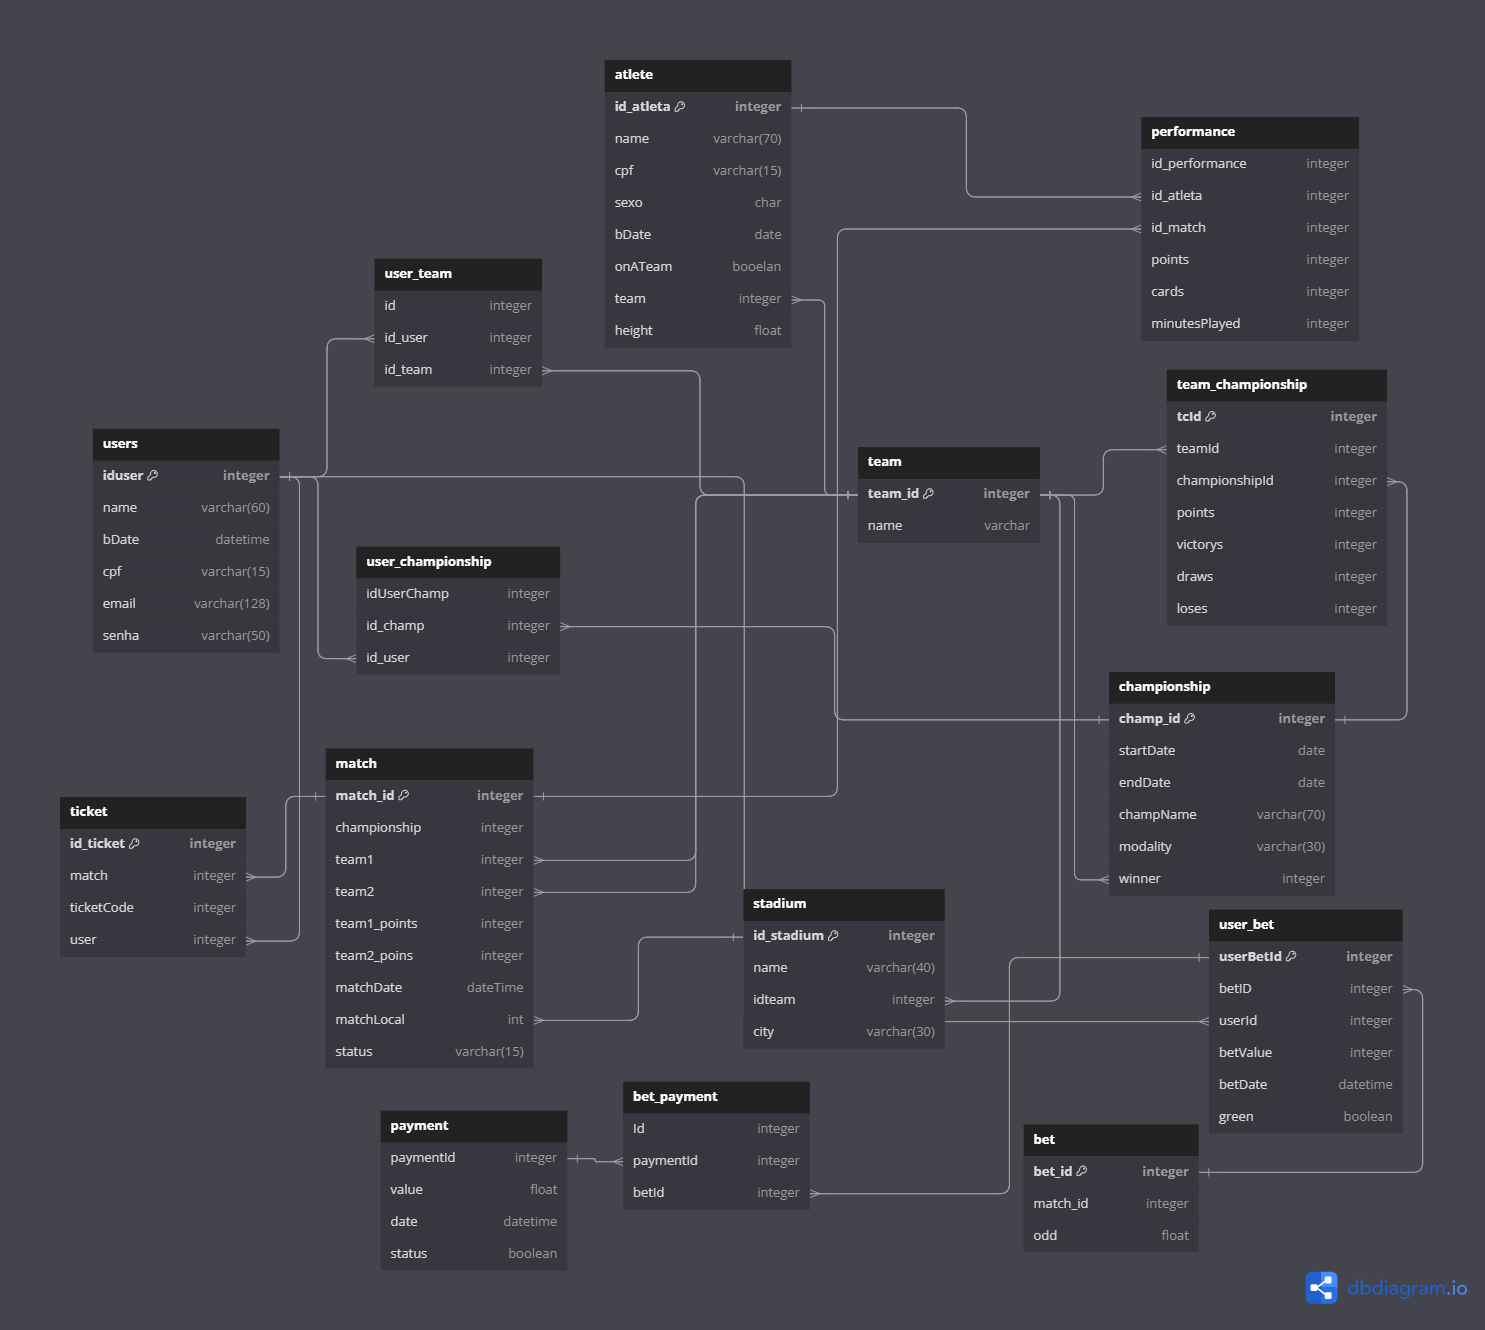 atlete
id_atleta integer
name varchar(70)
cpf varchar(15)
sexo char
bDate date
onATeam booelan
team integer
height float
performance
id_performance integer
id_atleta integer
id_match integer
points integer
cards integer
minutesPlayed integer
user_team
id integer
id_user integer
id_team integer
team_championship
tcId integer
teamId integer
championshipId integer
points integer
victorys integer
draws integer
loses integer
users
iduser integer
name varchar(60)
bDate datetime
cpf varchar(15)
email varchar(128)
senha varchar(50)
team
team_id integer
name varchar
user_championship
idUserChamp integer
id_champ integer
id_user integer
championship
champ_id integer
startDate date
endDate date
champName varchar(70)
modality varchar(30)
winner integer
match
match_id integer
championship integer
team1 integer
team2 integer
team1_points integer
team2_poins integer
matchDate dateTime
matchLocal int
status varchar(15)
ticket
id_ticket integer
match integer
ticketCode integer
user integer
stadium
id_stadium integer
name varchar(40)
idteam integer
city varchar(30)
user_bet
userBetId integer
betID integer
userId integer
betValue integer
betDate datetime
green boolean
bet_payment
Id integer
paymentId integer
betId integer
payment
paymentId integer
value float
date datetime
status boolean
bet
bet_id integer
match_id integer
odd float
dbdiagram.io